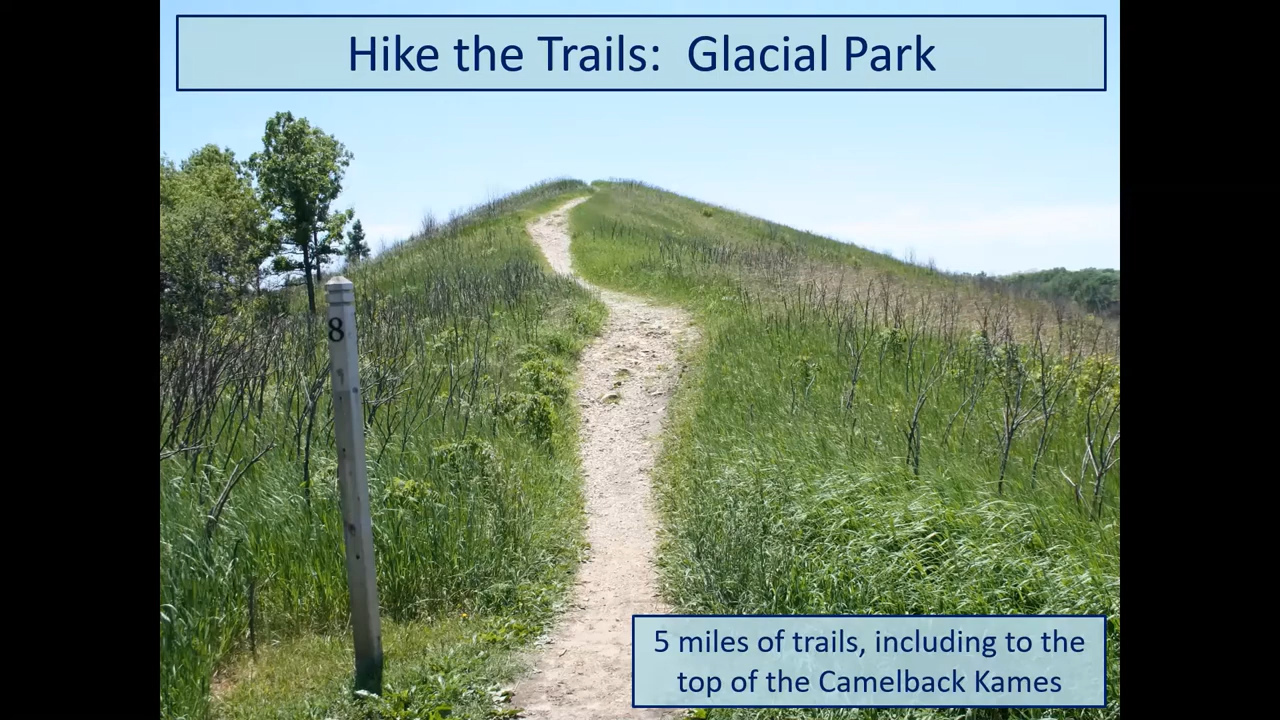 Hike the Trails:  Glacial Park
8
5 miles of trails, including to the
top of the Camelback Kames